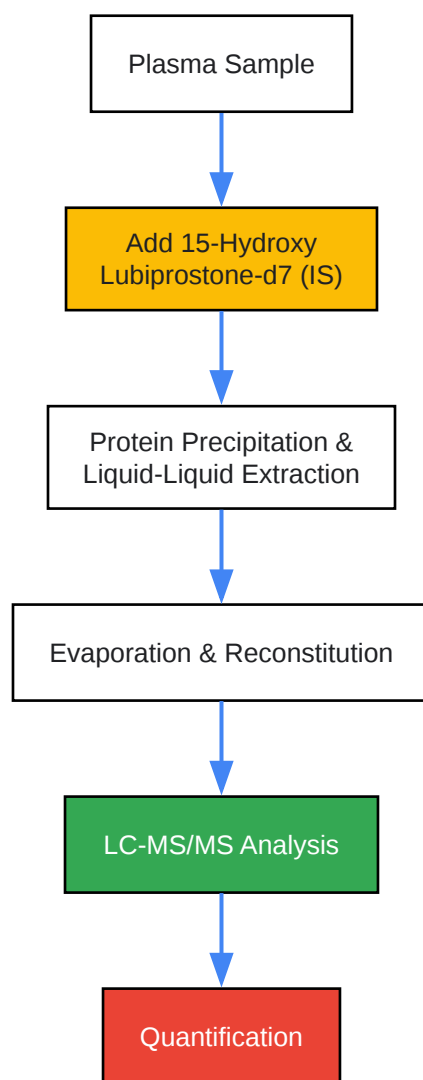 Plasma Sample
Add 15-Hydroxy
Lubiprostone-d7 (IS)
Protein Precipitation &
Liquid-Liquid Extraction
Evaporation & Reconstitution
LC-MS/MS Analysis
Quantification